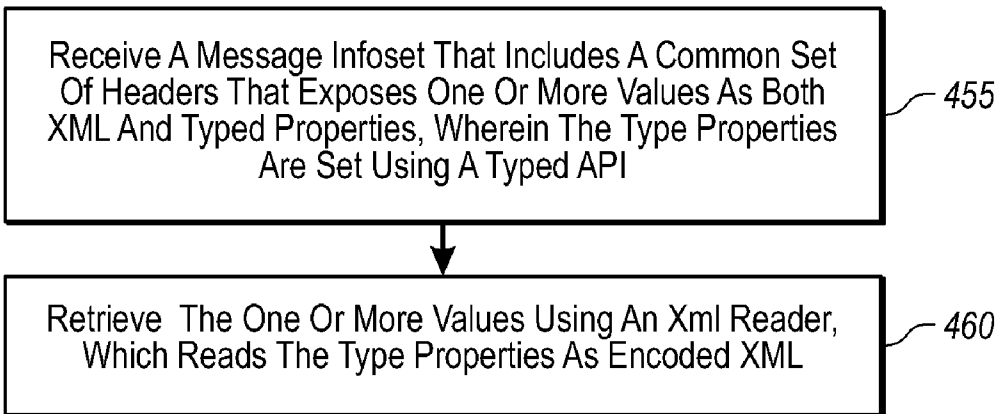 Receive A Message Infoset That Includes A Common Set
Of Headers That Exposes One Or More Values As Both
XML And Typed Properties, Wherein The Type Properties
Are Set Using A Typed API
455
Retrieve The One Or More Values Using An Xml Reader,
Which Reads The Type Properties As Encoded XML
460